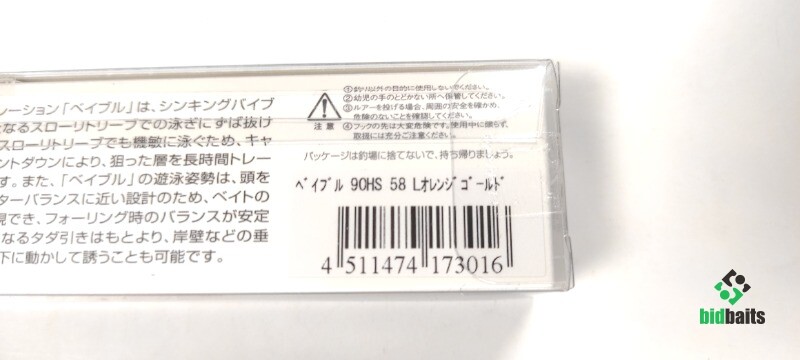 レーション「ベイブル」は、シンキングバイブ
なるスローリトリーブでの泳ぎにずば抜け
スローリトリーブでも機敏に泳ぐため、キャ
ントダウンにより、狙った層を長時間トレー
す。また、「ベイブル」の遊泳姿勢は、頭を
ターバランスに近い設計のため、ベイトの
現でき、フォーリング時のバランスが安定
なるタダ引きはもとより、岸壁などの垂
下に動かして誘うことも可能です。
注意
①釣り以外の目的に使用しないでください。
②幼児の手のとどかない所へ保管してください。
③ルアーを投げる場合、周囲の安全を確かめ、
危険のないことを確認してください。
④フックの先は大変危険です。使用中に限らず、
取扱には充分ご注意ください。
パッケージは釣場に捨てないで、持ち帰りましょう。
ベイブル 90HS 58 Lオレンジゴールド
4 511474 173016
bidbaits